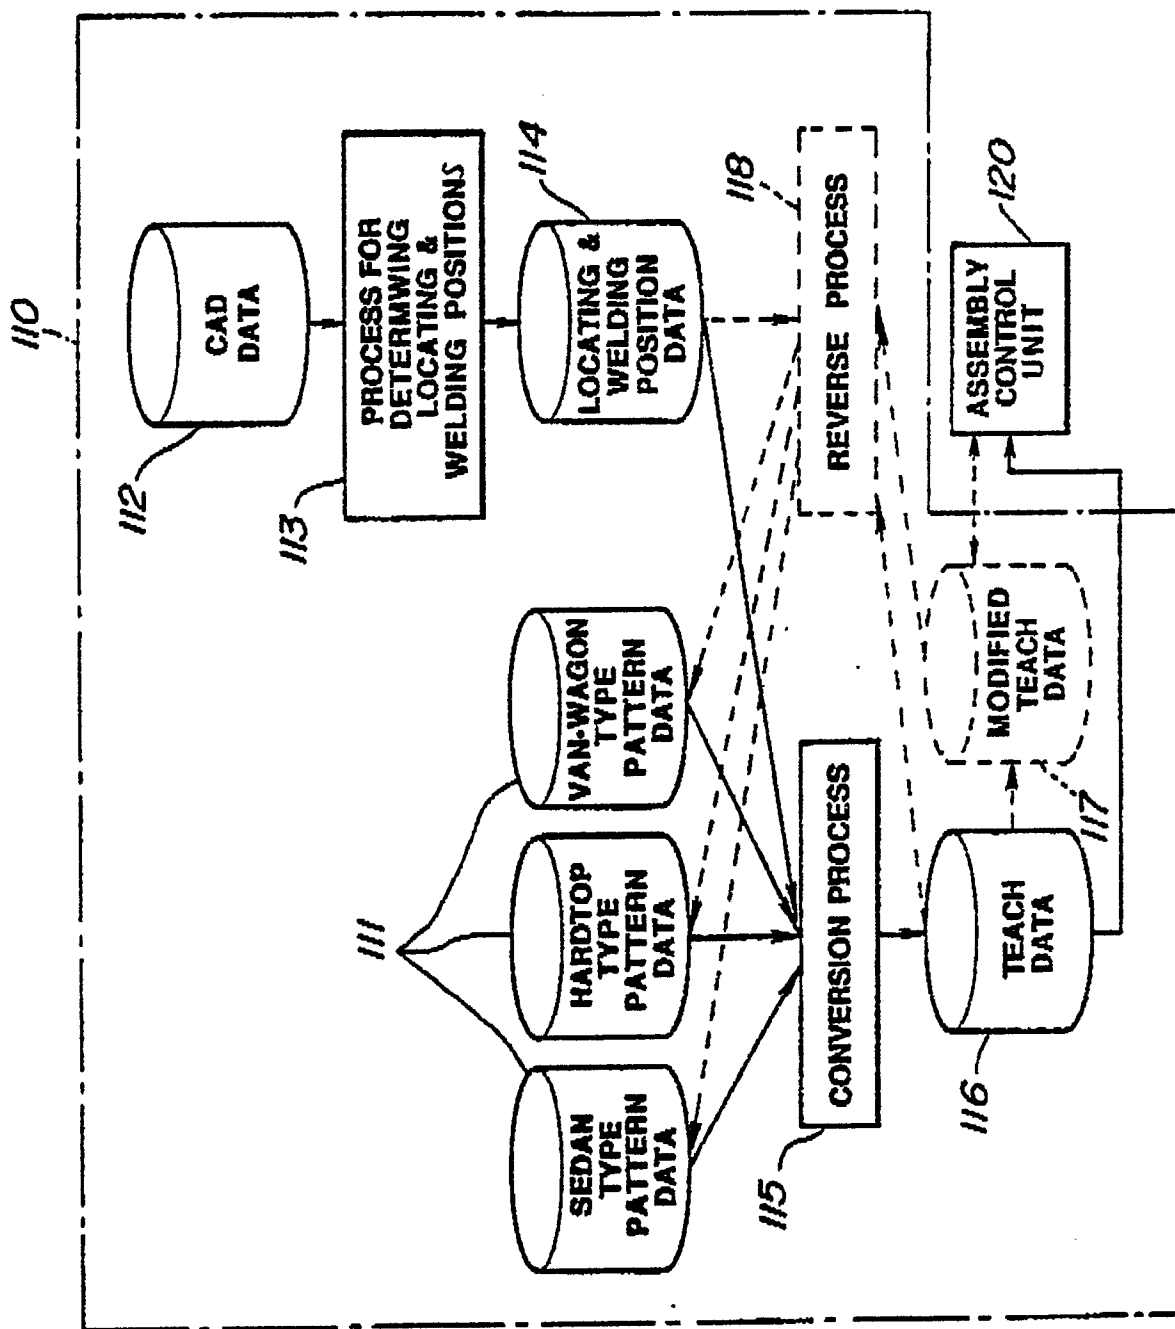 110
112
CAD
DATA
113
PROCESS FOR
DETERMWING
LOCATING &
WELDING POSITIONS
114
LOCATING &
WELDING
POSITION
DATA
111
SEDAN
TYPE
PATTERN
DATA
HARDTOP
TYPE
PATTERN
DATA
VAN·WAGON
TYPE
PATTERN
DATA
118
REVERSE PROCESS
115
CONVERSION PROCESS
116
TEACH
DATA
117
MODIFIED
TEACH
DATA
120
ASSEMBLY
CONTROL
UNIT